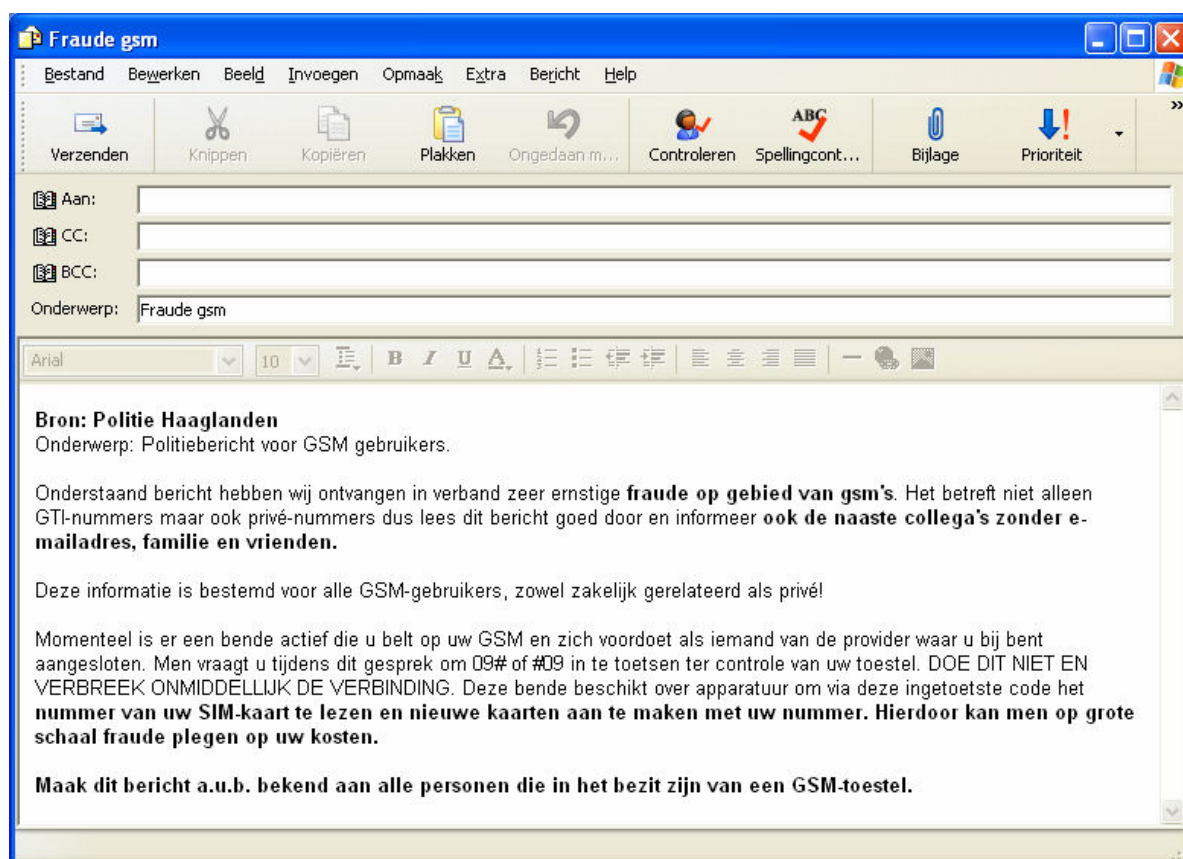 Fraude gsm
Bestand Bewerken Beeld Invoegen Opmaak Extra Bericht Help
Verzenden Knippen Kopiëren Plakken Ongedaan m... Controleren ABC Spellingcont... Bijlage Prioriteit
Aan:
CC:
BCC:
Onderwerp: Fraude gsm
Arial 10 B I U A
Bron: Politie Haaglanden
Onderwerp: Politiebericht voor GSM gebruikers.
Onderstaand bericht hebben wij ontvangen in verband zeer ernstige fraude op gebied van gsm's. Het betreft niet alleen
GTI-nummers maar ook privé-nummers dus lees dit bericht goed door en informeer ook de naaste collega's zonder e-
mailadres, familie en vrienden.
Deze informatie is bestemd voor alle GSM-gebruikers, zowel zakelijk gerelateerd als privé!
Momenteel is er een bende actief die u belt op uw GSM en zich voordoet als iemand van de provider waar u bij bent
aangesloten. Men vraagt u tijdens dit gesprek om 09# of #09 in te toetsen ter controle van uw toestel. DOE DIT NIET EN
VERBREEK ONMIDDELLIJK DE VERBINDING. Deze bende beschikt over apparatuur om via deze ingetoetste code het
nummer van uw SIM-kaart te lezen en nieuwe kaarten aan te maken met uw nummer. Hierdoor kan men op grote
schaal fraude plegen op uw kosten.
Maak dit bericht a.u.b. bekend aan alle personen die in het bezit zijn van een GSM-toestel.